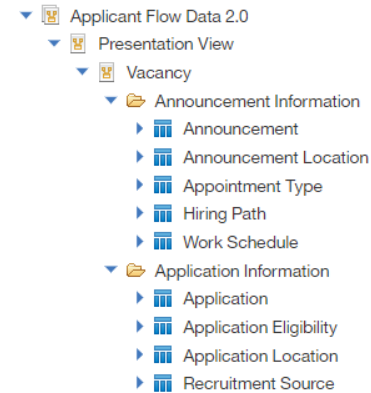 Applicant Flow Data 2.0
Presentation View
Vacancy
Announcement Information
Announcement
Announcement Location
Appointment Type
Hiring Path
Work Schedule
Application Information
Application
Application Eligibility
Application Location
Recruitment Source